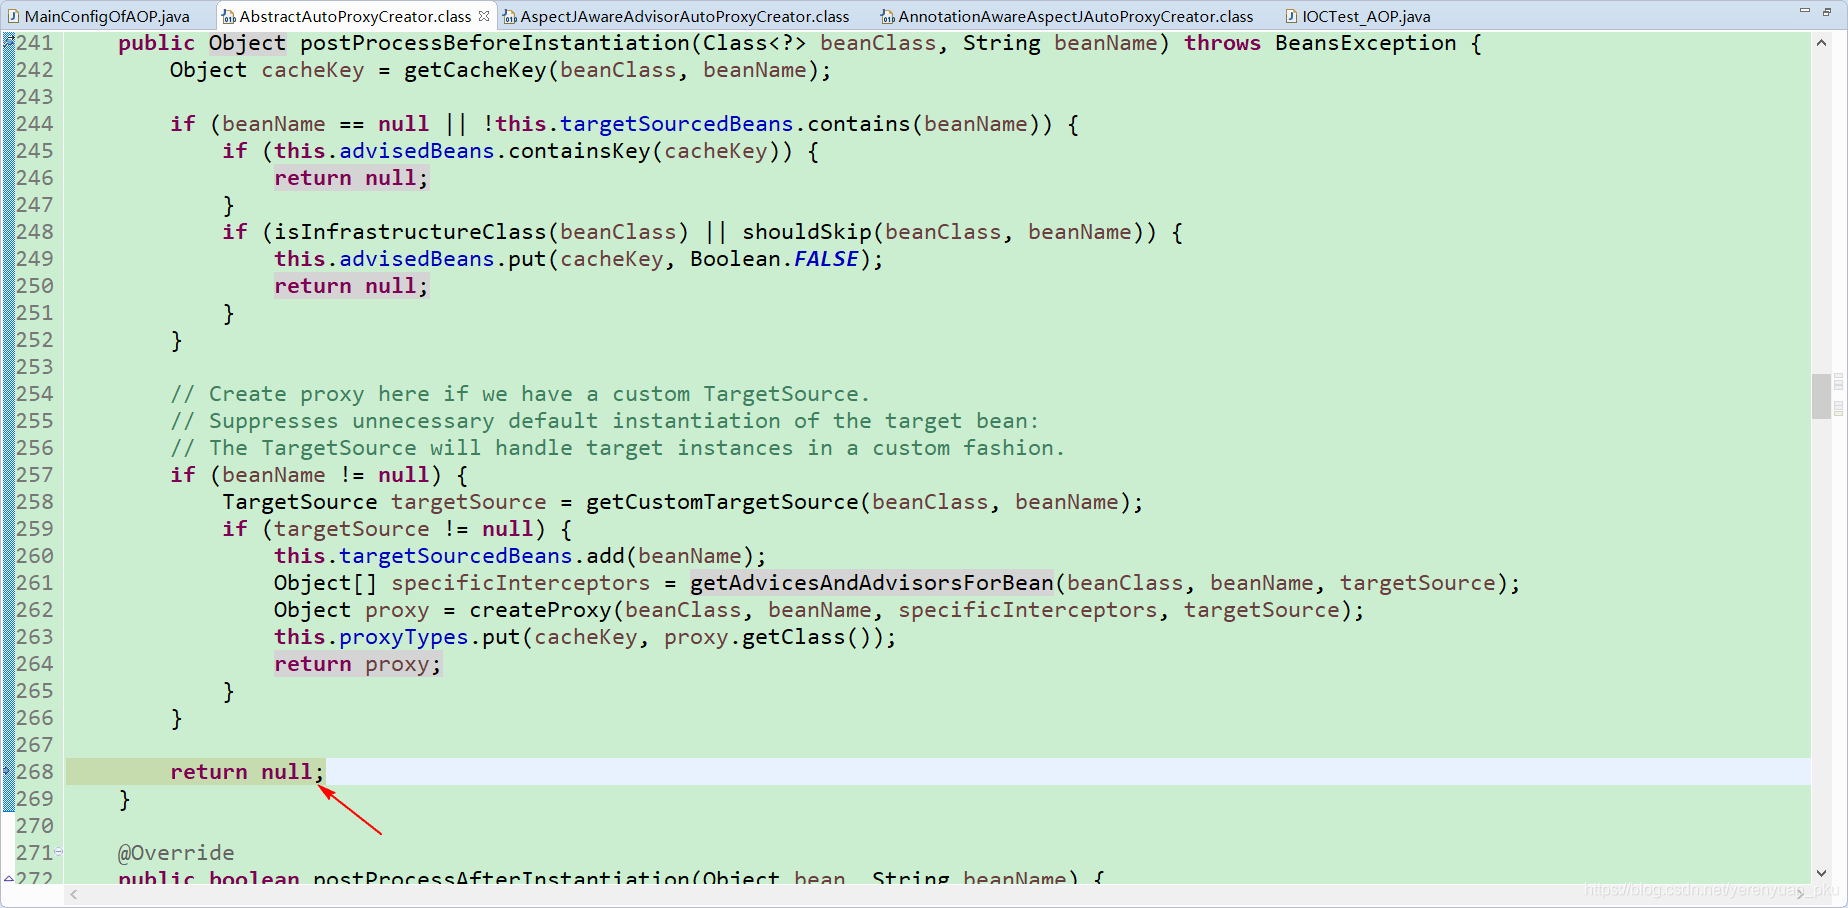 MainConfigOfAOP.java AbstractAutoProxyCreator.class AspectJAwareAdvisorAutoProxyCreator.class AnnotationAwareAspectJAutoProxyCreator.class IOCTest_AOP.java
241 public Object postProcessBeforeInstantiation(Class<?> beanClass, String beanName) throws BeansException {
242 Object cacheKey = getCacheKey(beanClass, beanName);
243
244 if (beanName == null || !this.targetSourcedBeans.contains(beanName)) {
245 if (this.advisedBeans.containsKey(cacheKey)) {
246 return null;
247 }
248 if (isInfrastructureClass(beanClass) || shouldSkip(beanClass, beanName)) {
249 this.advisedBeans.put(cacheKey, Boolean.FALSE);
250 return null;
251 }
252 }
253
254 // Create proxy here if we have a custom TargetSource.
255 // Suppresses unnecessary default instantiation of the target bean:
256 // The TargetSource will handle target instances in a custom fashion.
257 if (beanName != null) {
258 TargetSource targetSource = getCustomTargetSource(beanClass, beanName);
259 if (targetSource != null) {
260 this.targetSourcedBeans.add(beanName);
261 Object[] specificInterceptors = getAdvicesAndAdvisorsForBean(beanClass, beanName, targetSource);
262 Object proxy = createProxy(beanClass, beanName, specificInterceptors, targetSource);
263 this.proxyTypes.put(cacheKey, proxy.getClass());
264 return proxy;
265 }
266 }
267
268 return null;
269 }
270
271 @Override
272 public boolean postProcessAfterInstantiation(Object bean, String beanName) {
https://blog.csdn.net/yerenyuan_pku